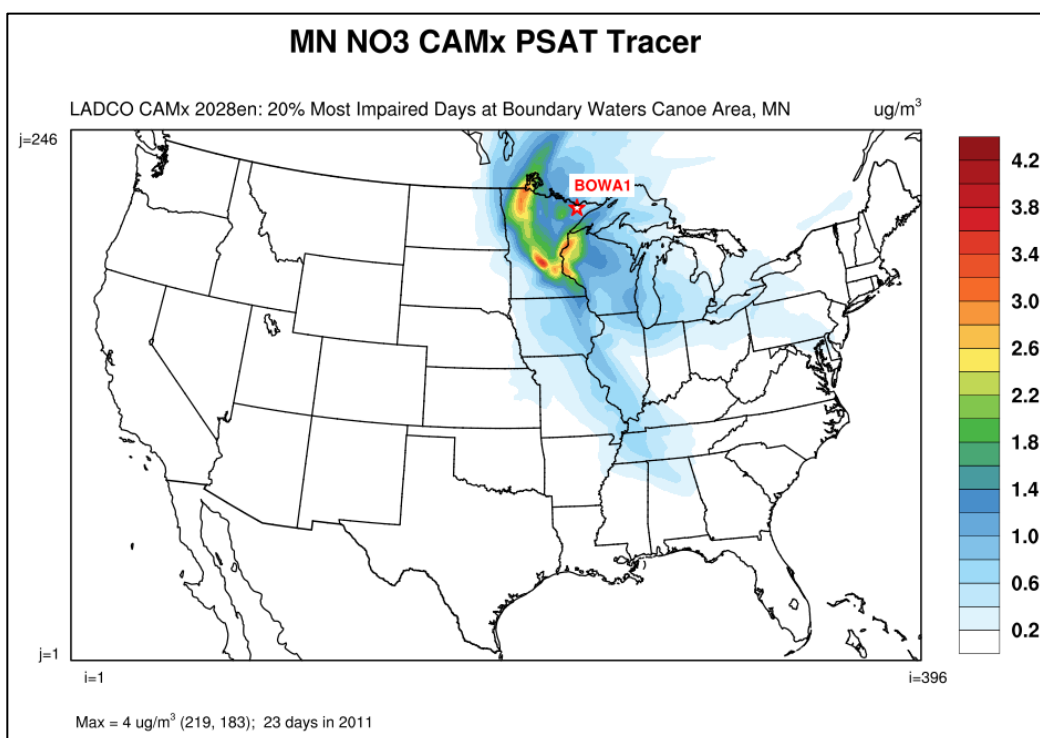 MN NO3 CAMx PSAT Tracer
LADCO CAMx 2028en: 20% Most Impaired Days at Boundary Waters Canoe Area, MN ug/m³
j=246
BOWA1
4.2
3.8
3.4
3.0
2.6
2.2
1.8
1.4
1.0
0.6
0.2
j=1
i=1 i=396
Max = 4 ug/m³ (219, 183); 23 days in 2011